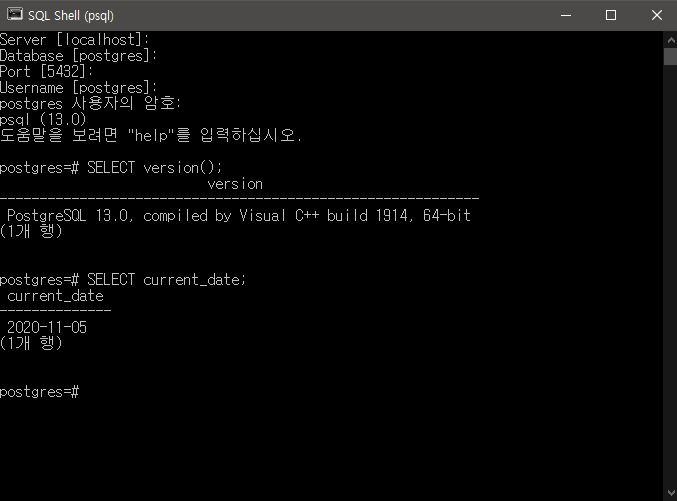 SQL Shell (psql)
Server [localhost]:
Database [postgres]:
Port [5432]:
Username [postgres]:
postgres 사용자의 암호:
psql (13.0)
도움말을 보려면 "help"를 입력하십시오.
postgres=# SELECT version();
version
------------------------------------------------------------
PostgreSQL 13.0, compiled by Visual C++ build 1914, 64-bit
(1개 행)
postgres=# SELECT current_date;
current_date
--------------
2020-11-05
(1개 행)
postgres=#